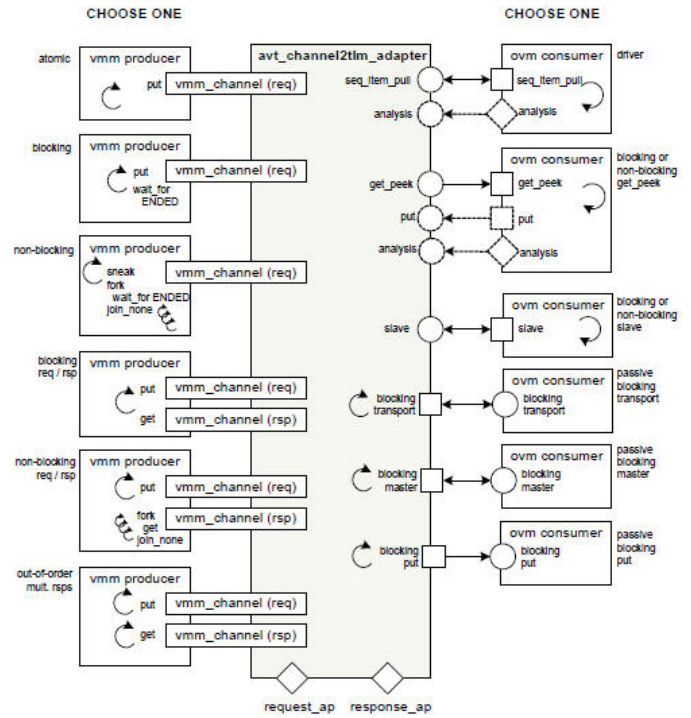 CHOOSE ONE
CHOOSE ONE
atomic
vmm producer
put
vmm_channel (req)
blocking
vmm producer
put
wait_for
ENDED
vmm_channel (req)
non-blocking
vmm producer
sneak
fork
wait_for ENDED
join_none
vmm_channel (req)
blocking
req / rsp
vmm producer
put
get
vmm_channel (req)
vmm_channel (rsp)
non-blocking
req / rsp
vmm producer
put
fork
get
join_none
vmm_channel (req)
vmm_channel (rsp)
out-of-order
mult. rsps
vmm producer
put
get
vmm_channel (req)
vmm_channel (rsp)
avt_channel2tlm_adapter
seq_item_pull
analysis
get_peek
put
analysis
slave
blocking
transport
blocking
master
blocking
put
request_ap
response_ap
ovm consumer
seq_item_pull
analysis
driver
ovm consumer
get_peek
put
analysis
blocking or
non-blocking
get_peek
ovm consumer
slave
blocking or
non-blocking
slave
ovm consumer
blocking
transport
passive
blocking
transport
ovm consumer
blocking
master
passive
blocking
master
ovm consumer
blocking
put
passive
blocking
put